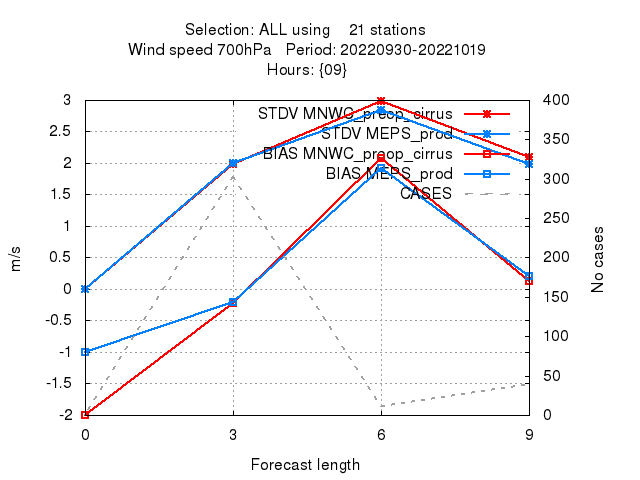 Selection: ALL using 21 stations
Wind speed 700hPa Period: 20220930-20221019
Hours: {09}
STDV MNWC_preop_cirrus
STDV MEPS_prod
BIAS MNWC_preop_cirrus
BIAS MEPS_prod
CASES
3
2.5
2
1.5
1
0.5
0
-0.5
-1
-1.5
-2
m/s
400
350
300
250
200
150
100
50
0
No cases
0 3 6 9
Forecast length